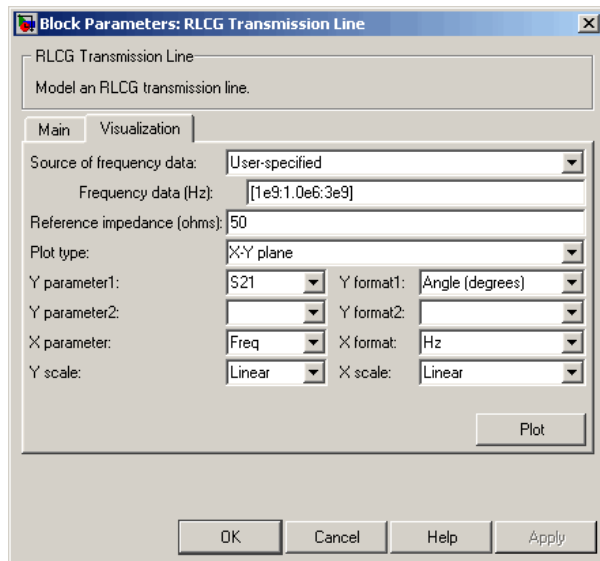 Block Parameters: RLCG Transmission Line
RLCG Transmission Line
Model an RLCG transmission line.
Main Visualization
Source of frequency data: User-specified
Frequency data (Hz): [1e9:1.0e6:3e9]
Reference impedance (ohms): 50
Plot type: X-Y plane
Y parameter1: S21 Y format1: Angle (degrees)
Y parameter2: Y format2:
X parameter: Freq X format: Hz
Y scale: Linear X scale: Linear
Plot
OK Cancel Help Apply